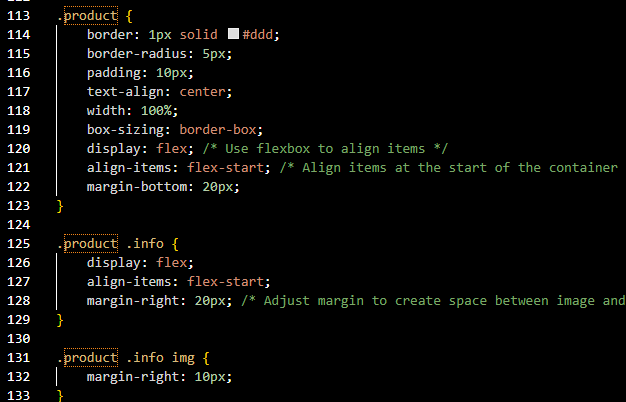 113 .product {
114 border: 1px solid #ddd;
115 border-radius: 5px;
116 padding: 10px;
117 text-align: center;
118 width: 100%;
119 box-sizing: border-box;
120 display: flex; /* Use flexbox to align items */
121 align-items: flex-start; /* Align items at the start of the container
122 margin-bottom: 20px;
123 }
124
125 .product .info {
126 display: flex;
127 align-items: flex-start;
128 margin-right: 20px; /* Adjust margin to create space between image and
129 }
130
131 .product .info img {
132 margin-right: 10px;
133 }